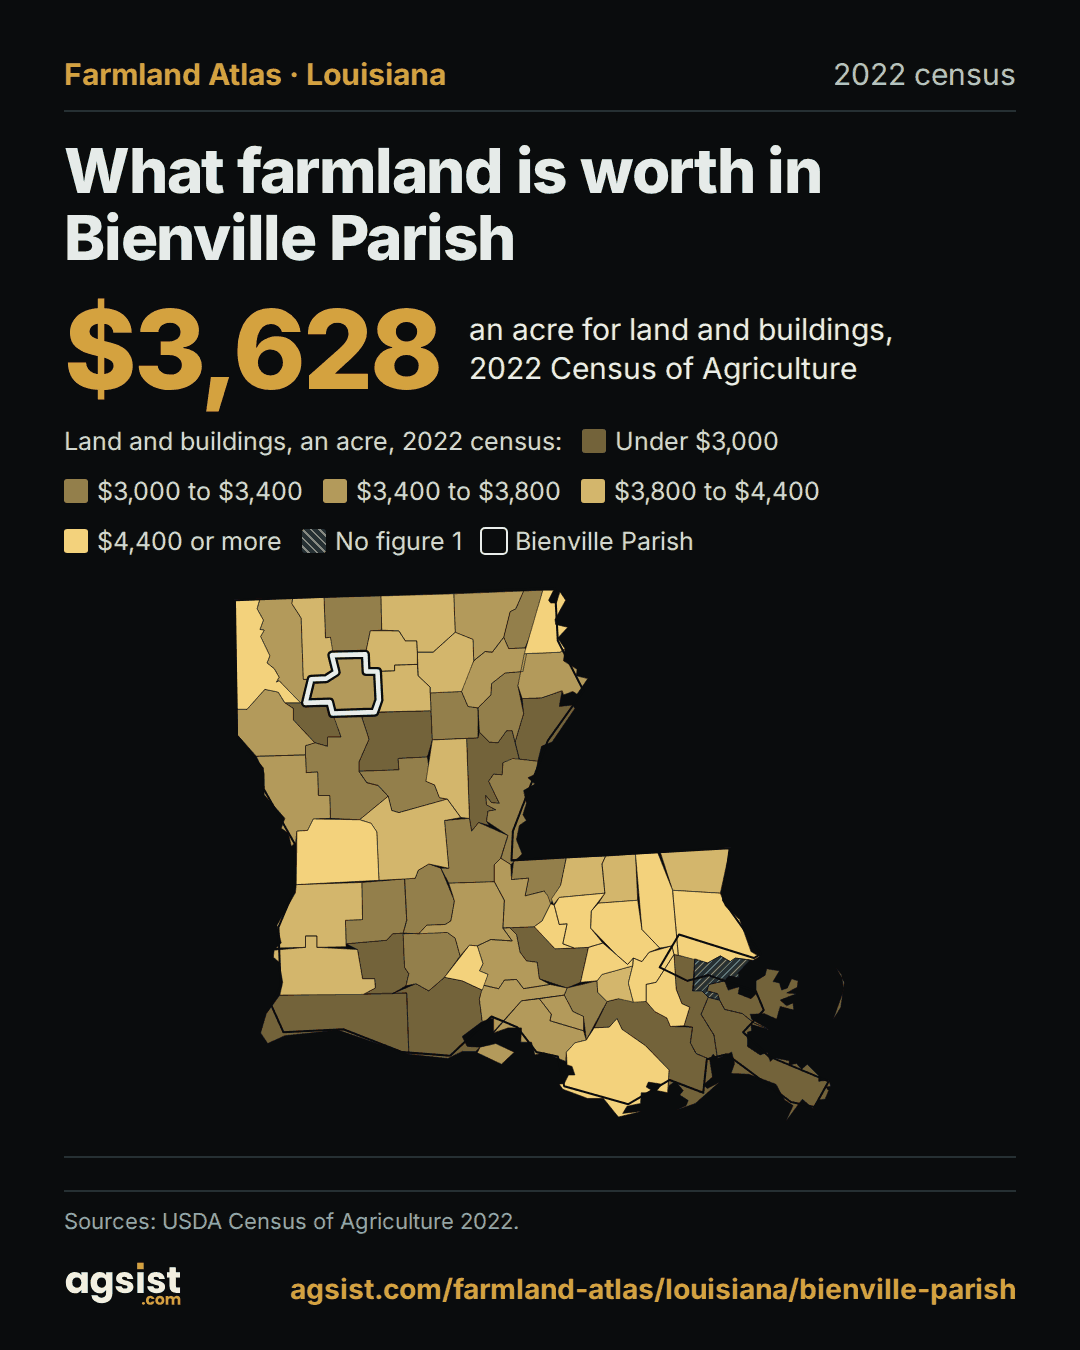 Farmland Atlas · Louisiana
2022 census
What farmland is worth in
Bienville Parish
$3,628
an acre for land and buildings,
2022 Census of Agriculture
Land and buildings, an acre, 2022 census: Under $3,000
$3,000 to $3,400 $3,400 to $3,800 $3,800 to $4,400
$4,400 or more No figure 1 Bienville Parish
Sources: USDA Census of Agriculture 2022.
agsist
.com
agsist.com/farmland-atlas/louisiana/bienville-parish